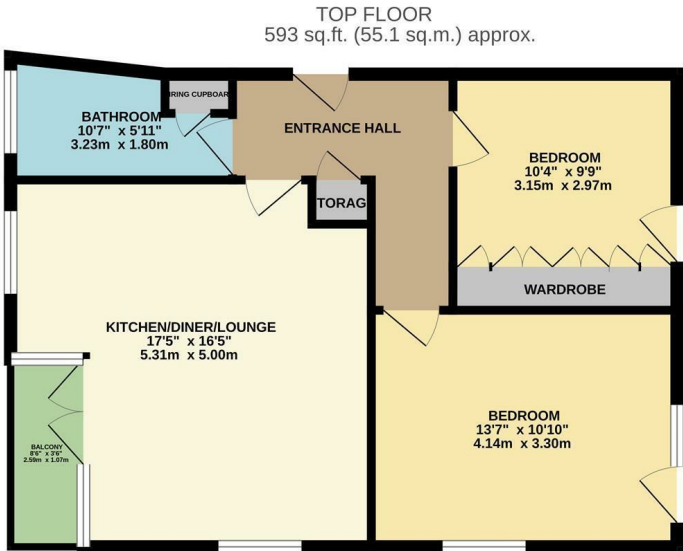 TOP FLOOR
593 sq.ft. (55.1 sq.m.) approx.
IRING CUPBOAR
BATHROOM
10'7" x 5'11"
3.23m x 1.80m
ENTRANCE HALL
BEDROOM
10'4" x 9'9"
3.15m x 2.97m
TORAG
WARDROBE
KITCHEN/DINER/LOUNGE
17'5" x 16'5"
5.31m x 5.00m
BEDROOM
13'7" x 10'10"
4.14m x 3.30m
BALCONY
8'6" x 3'6"
2.59m x 1.07m